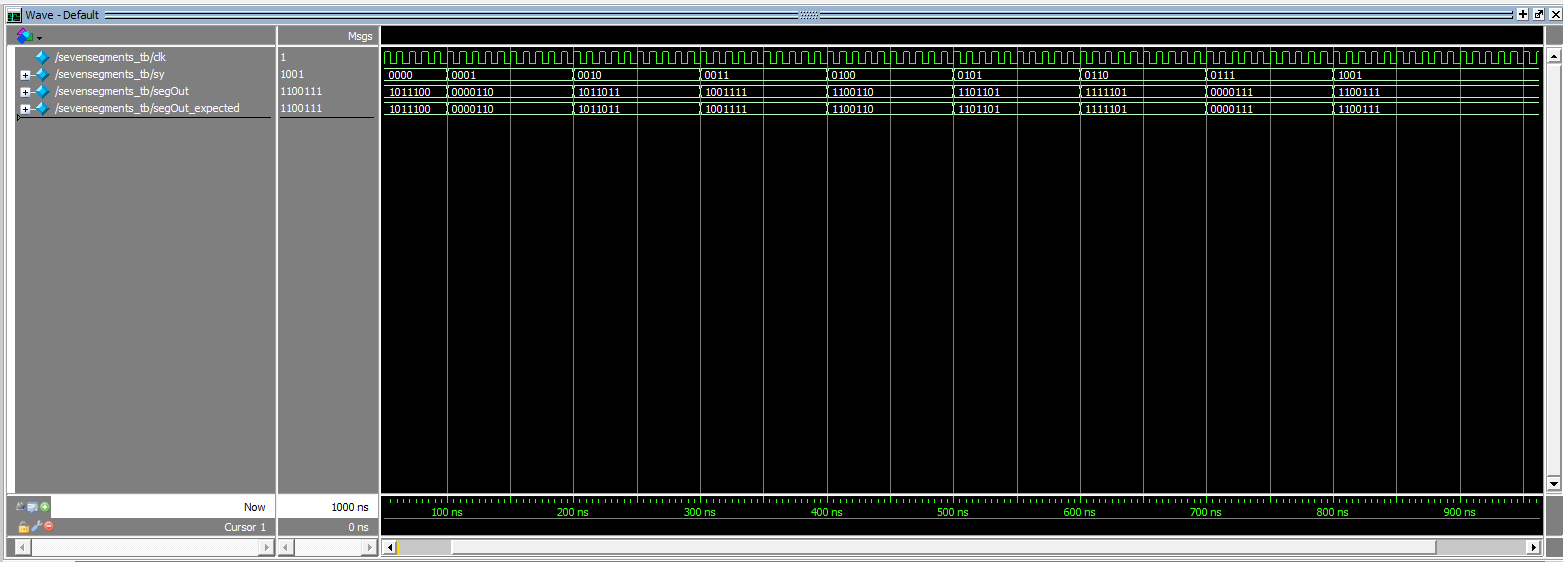 Wave - Default
Msgs
/sevensegments_tb/clk 1
/sevensegments_tb/sy 1001 0000 0001 0010 0011 0100 0101 0110 0111 1001
/sevensegments_tb/segOut 1100111 1011100 0000110 1011011 1001111 1100110 1101101 1111101 0000111 1100111
/sevensegments_tb/segOut_expected 1100111 1011100 0000110 1011011 1001111 1100110 1101101 1111101 0000111 1100111
Now 1000 ns
Cursor 1 0 ns
100 ns 200 ns 300 ns 400 ns 500 ns 600 ns 700 ns 800 ns 900 ns